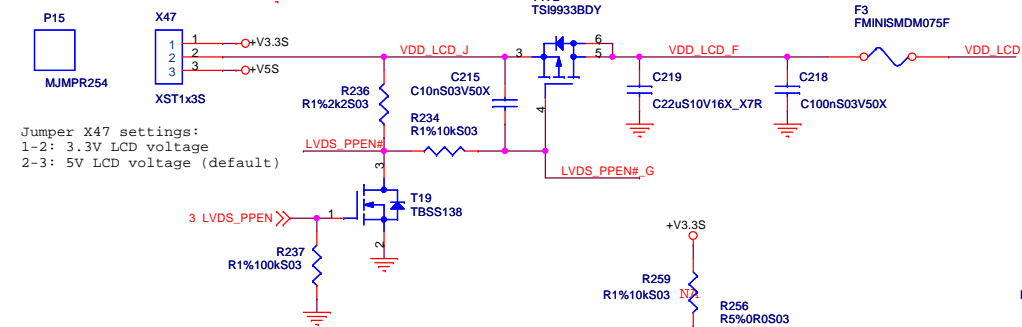 P15
MJMPR254
X47
1
2
3
1
2
3
+V3.3S
+V5S
XST1x3S
Jumper X47 settings:
1-2: 3.3V LCD voltage
2-3: 5V LCD voltage (default)
VDD_LCD_J
R236
R1%2k2S03
C215
C10nS03V50X
R234
R1%10kS03
TSI9933BDY
3
6
5
4
VDD_LCD_F
C219
C22uS10V16X_X7R
C218
C100nS03V50X
F3
FMINISMDM075F
VDD_LCD
LVDS_PPEN#
LVDS_PPEN#_G
3
T19
TBSS138
1
2
3 LVDS_PPEN
R237
R1%100kS03
+V3.3S
R259
R1%10kS03
NA
R256
R5%0R0S03